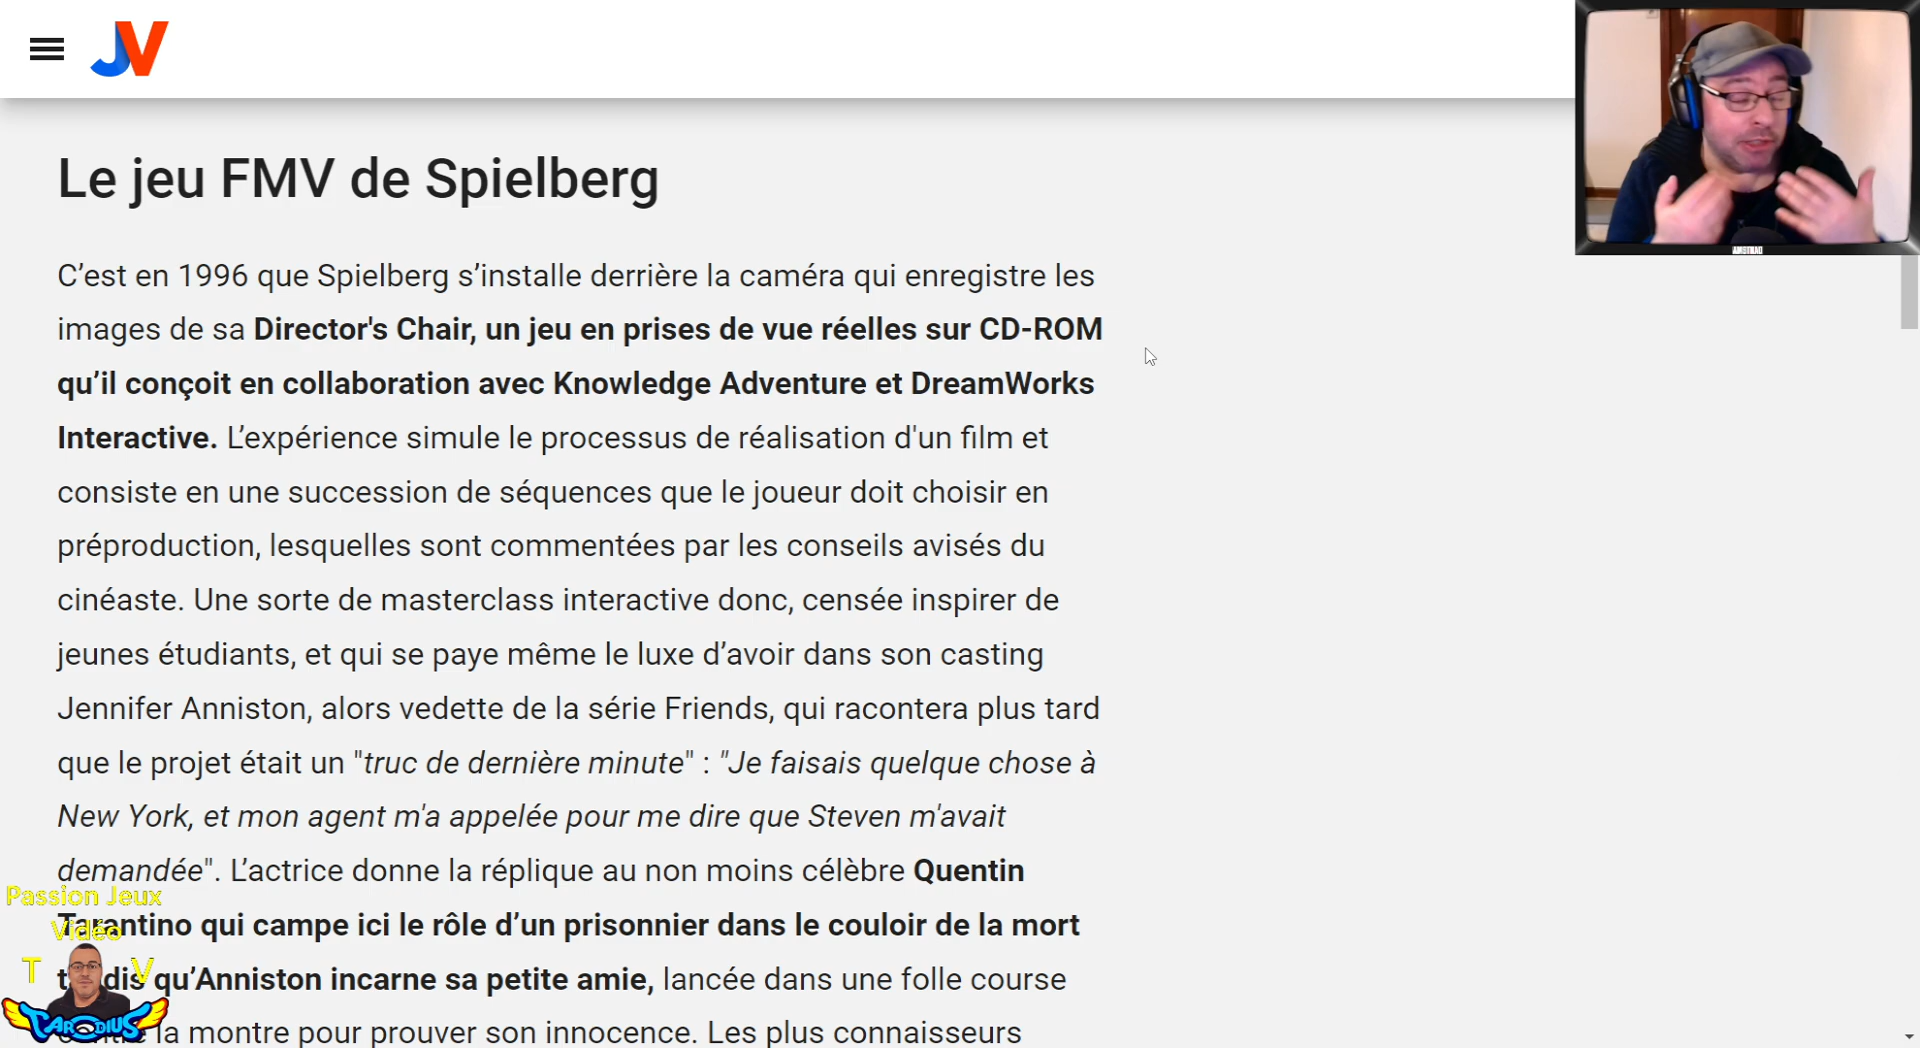 JV
Le jeu FMV de Spielberg
C’est en 1996 que Spielberg s’installe derrière la caméra qui enregistre les
images de sa Director's Chair, un jeu en prises de vue réelles sur CD-ROM
qu’il conçoit en collaboration avec Knowledge Adventure et DreamWorks
Interactive. L’expérience simule le processus de réalisation d'un film et
consiste en une succession de séquences que le joueur doit choisir en
préproduction, lesquelles sont commentées par les conseils avisés du
cinéaste. Une sorte de masterclass interactive donc, censée inspirer de
jeunes étudiants, et qui se paye même le luxe d’avoir dans son casting
Jennifer Anniston, alors vedette de la série Friends, qui racontera plus tard
que le projet était un "truc de dernière minute" : "Je faisais quelque chose à
New York, et mon agent m'a appelée pour me dire que Steven m'avait
demandée". L’actrice donne la réplique au non moins célèbre Quentin
Tarantino qui campe ici le rôle d’un prisonnier dans le couloir de la mort
qu’Anniston incarne sa petite amie, lancée dans une folle course
la montre pour prouver son innocence. Les plus connaisseurs
Passion Jeux
Vidéo
T V
TARODIUS
AMSTRAD